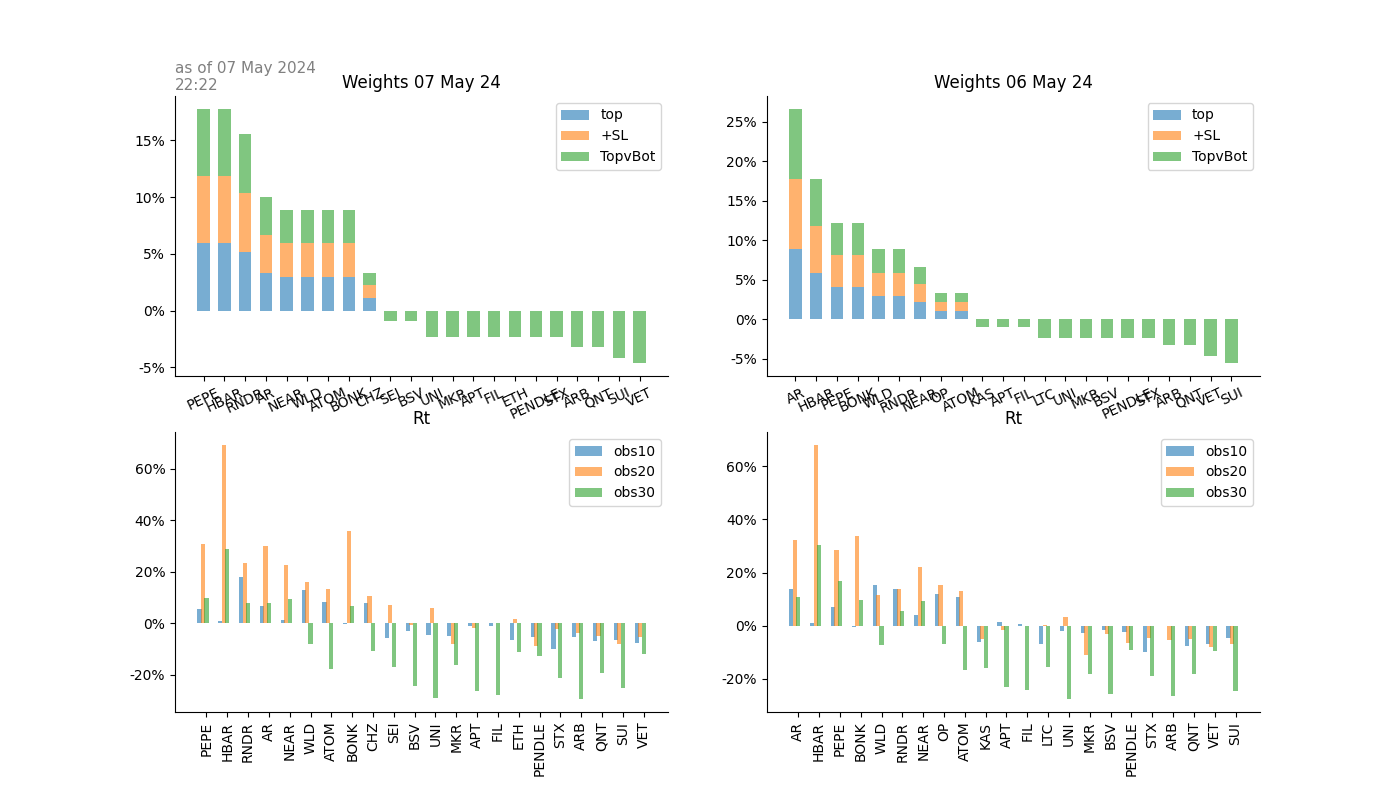 as of 07 May 2024
22:22
Weights 07 May 24
top
+SL
TopvBot
15%
10%
5%
0%
-5%
PEPE HBAR RNDR AR NEAR WLD ATOM BONK CHZ SEI BSV UNI MKR APT FIL ETH PENDLE STX ARB QNT SUI VET
Weights 06 May 24
top
+SL
TopvBot
25%
20%
15%
10%
5%
0%
-5%
AR HBAR PEPE BONK WLD RNDR NEAR OP ATOM KAS APT FIL LTC UNI MKR BSV PENDLE STX ARB QNT VET SUI
Rt
obs10
obs20
obs30
60%
40%
20%
0%
-20%
PEPE HBAR RNDR AR NEAR WLD ATOM BONK CHZ SEI BSV UNI MKR APT FIL ETH PENDLE STX ARB QNT SUI VET
Rt
obs10
obs20
obs30
60%
40%
20%
0%
-20%
AR HBAR PEPE BONK WLD RNDR NEAR OP ATOM KAS APT FIL LTC UNI MKR BSV PENDLE STX ARB QNT VET SUI